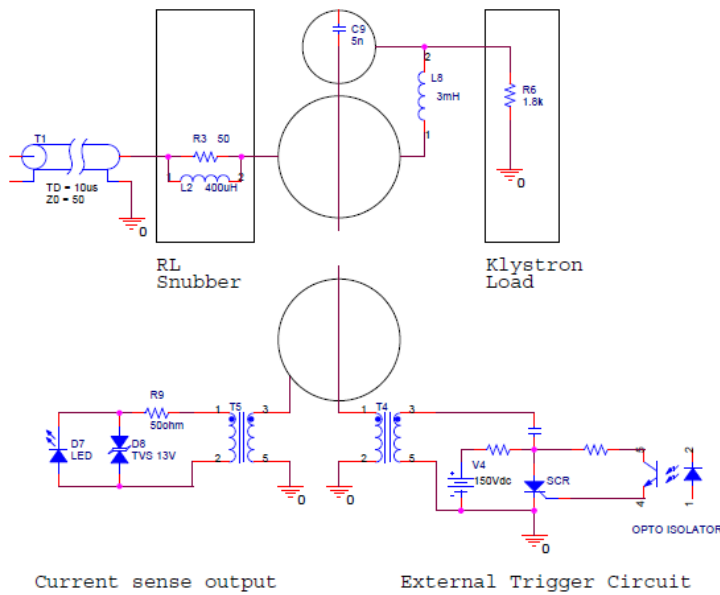 C9
5n
2
L8
3mH
1
R6
1.8k
0
T1
TD = 10us
Z0 = 50
0
R3 50
1 2
L2 400uH
RL
Snubber
Klystron
Load
R9
50ohm
1 T5 3
2 5
D7
LED
D8
TVS 13V
0
1 T4 3
2 5
0
V4
150Vdc
SCR
0
5 2
4 1
OPTO ISOLATOR
Current sense output
External Trigger Circuit